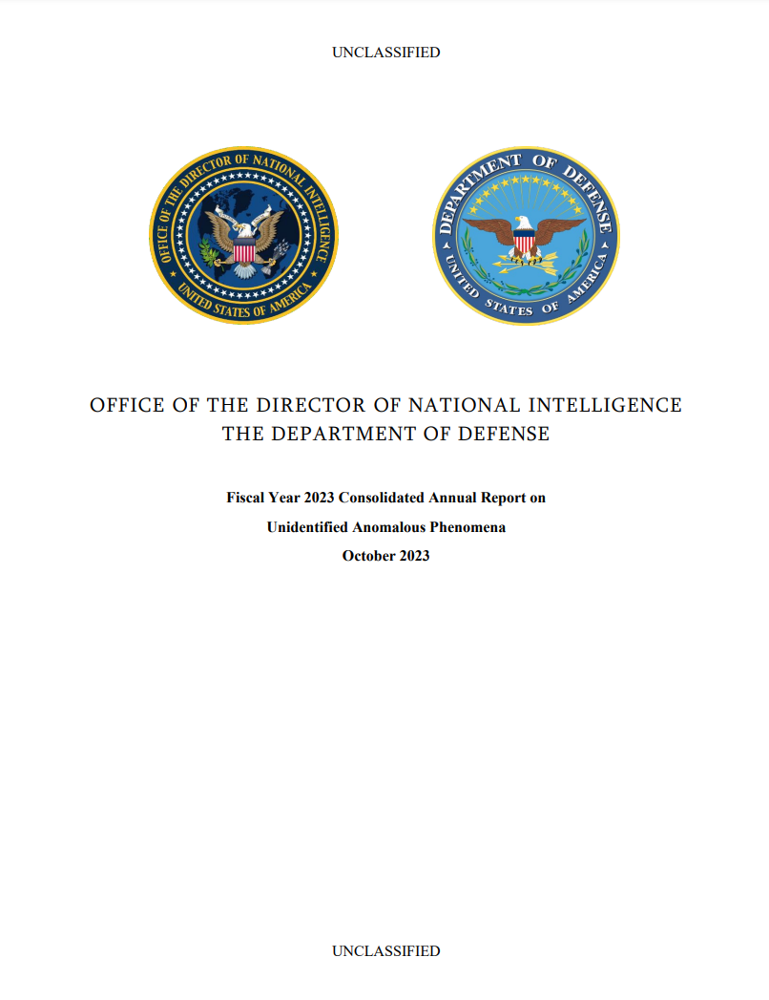 UNCLASSIFIED
OFFICE OF THE DIRECTOR OF NATIONAL INTELLIGENCE
UNITED STATES OF AMERICA
DEPARTMENT OF DEFENSE
UNITED STATES OF AMERICA
OFFICE OF THE DIRECTOR OF NATIONAL INTELLIGENCE
THE DEPARTMENT OF DEFENSE
Fiscal Year 2023 Consolidated Annual Report on
Unidentified Anomalous Phenomena
October 2023
UNCLASSIFIED